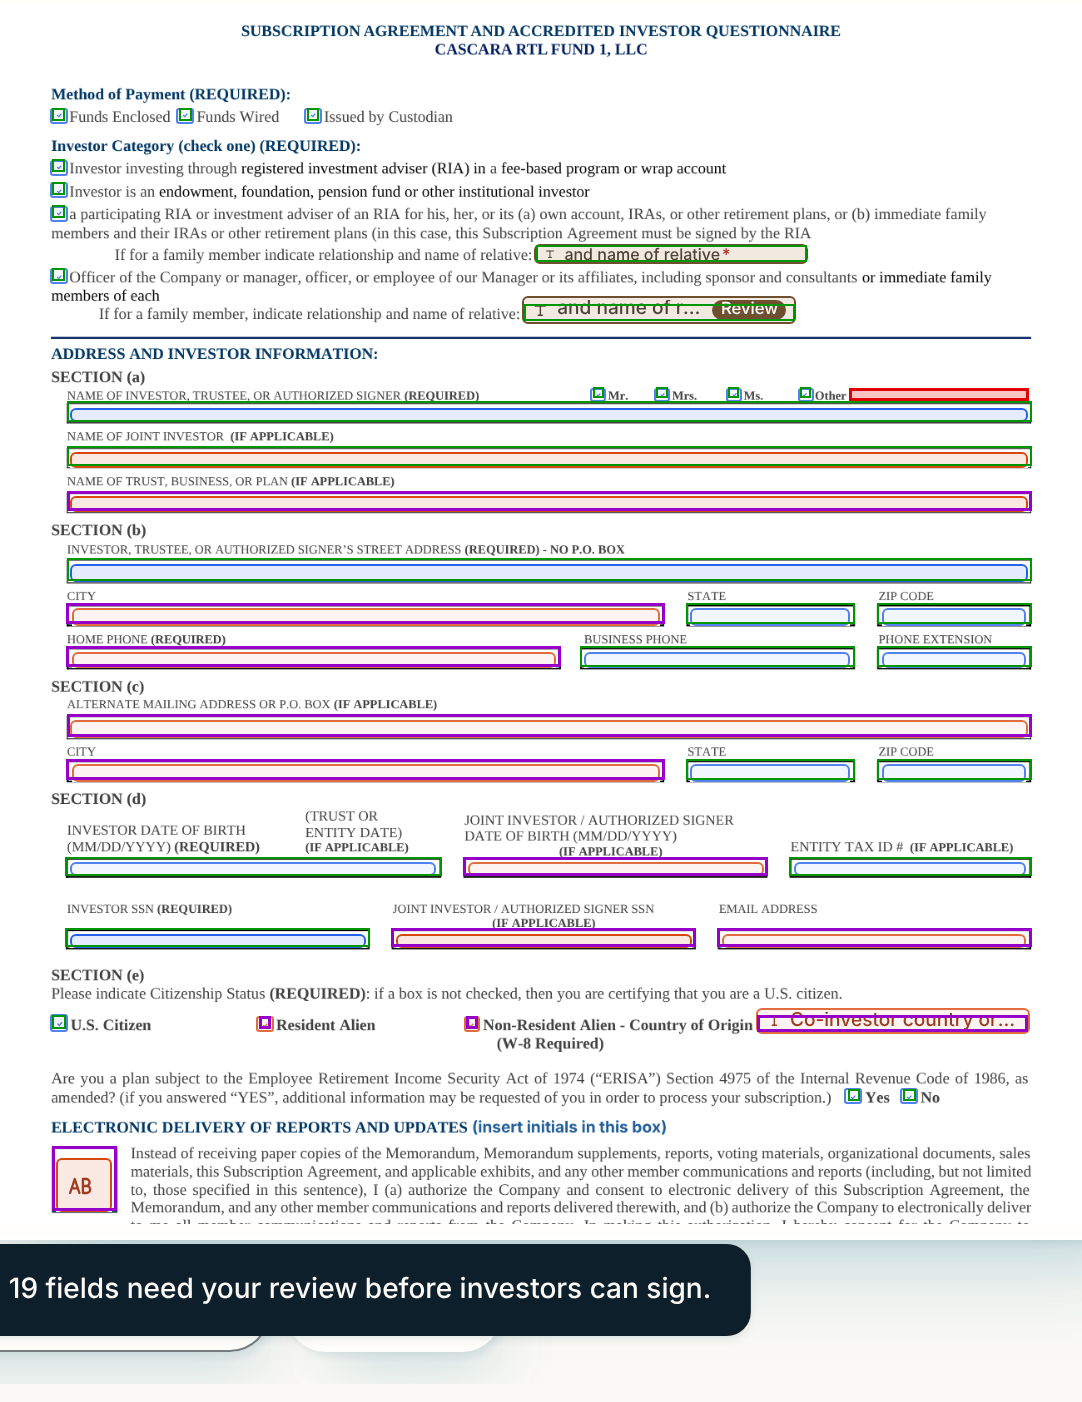 SUBSCRIPTION AGREEMENT AND ACCREDITED INVESTOR QUESTIONNAIRE
CASCARA RTL FUND 1, LLC
Method of Payment (REQUIRED):
Funds Enclosed Funds Wired Issued by Custodian
Investor Category (check one) (REQUIRED):
Investor investing through registered investment adviser (RIA) in a fee-based program or wrap account
Investor is an endowment, foundation, pension fund or other institutional investor
a participating RIA or investment adviser of an RIA for his, her, or its (a) own account, IRAs, or other retirement plans, or (b) immediate family
members and their IRAs or other retirement plans (in this case, this Subscription Agreement must be signed by the RIA
If for a family member indicate relationship and name of relative: and name of relative*
Officer of the Company or manager, officer, or employee of our Manager or its affiliates, including sponsor and consultants or immediate family
members of each
If for a family member, indicate relationship and name of relative: and name of r... Review
ADDRESS AND INVESTOR INFORMATION:
SECTION (a)
NAME OF INVESTOR, TRUSTEE, OR AUTHORIZED SIGNER (REQUIRED) Mr. Mrs. Ms. Other
NAME OF JOINT INVESTOR (IF APPLICABLE)
NAME OF TRUST, BUSINESS, OR PLAN (IF APPLICABLE)
SECTION (b)
INVESTOR, TRUSTEE, OR AUTHORIZED SIGNER'S STREET ADDRESS (REQUIRED) - NO P.O. BOX
CITY STATE ZIP CODE
HOME PHONE (REQUIRED) BUSINESS PHONE PHONE EXTENSION
SECTION (c)
ALTERNATE MAILING ADDRESS OR P.O. BOX (IF APPLICABLE)
CITY STATE ZIP CODE
SECTION (d)
INVESTOR DATE OF BIRTH
(MM/DD/YYYY) (REQUIRED)
(TRUST OR
ENTITY DATE)
(IF APPLICABLE)
JOINT INVESTOR / AUTHORIZED SIGNER
DATE OF BIRTH (MM/DD/YYYY)
(IF APPLICABLE)
ENTITY TAX ID # (IF APPLICABLE)
INVESTOR SSN (REQUIRED)
JOINT INVESTOR / AUTHORIZED SIGNER SSN
(IF APPLICABLE)
EMAIL ADDRESS
SECTION (e)
Please indicate Citizenship Status (REQUIRED): if a box is not checked, then you are certifying that you are a U.S. citizen.
U.S. Citizen Resident Alien Non-Resident Alien - Country of Origin Co-investor country or...
(W-8 Required)
Are you a plan subject to the Employee Retirement Income Security Act of 1974 (“ERISA”) Section 4975 of the Internal Revenue Code of 1986, as
amended? (if you answered “YES”, additional information may be requested of you in order to process your subscription.) Yes No
ELECTRONIC DELIVERY OF REPORTS AND UPDATES (insert initials in this box)
AB
Instead of receiving paper copies of the Memorandum, Memorandum supplements, reports, voting materials, organizational documents, sales
materials, this Subscription Agreement, and applicable exhibits, and any other member communications and reports (including, but not limited
to, those specified in this sentence), I (a) authorize the Company and consent to electronic delivery of this Subscription Agreement, the
Memorandum, and any other member communications and reports delivered therewith, and (b) authorize the Company to electronically deliver
19 fields need your review before investors can sign.